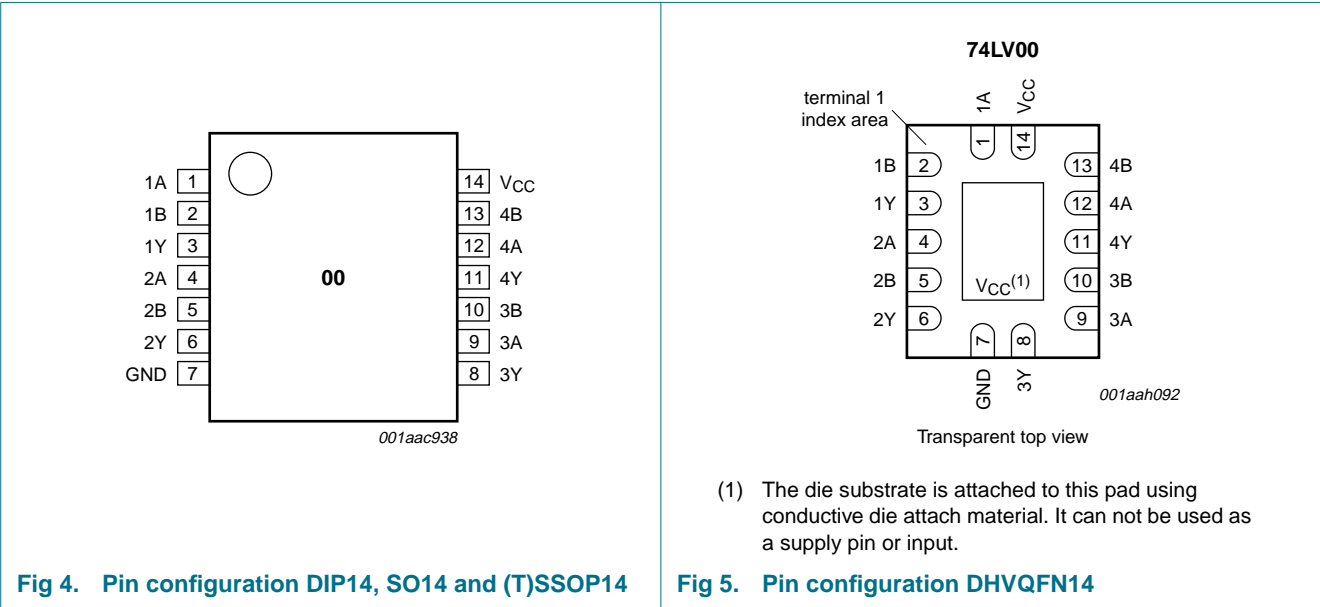 1A 1
1B 2
1Y 3
2A 4
2B 5
2Y 6
GND 7
00
14 VCC
13 4B
12 4A
11 4Y
10 3B
9 3A
8 3Y
001aac938
Fig 4. Pin configuration DIP14, SO14 and (T)SSOP14
74LV00
terminal 1
index area
1A VCC
1 14
1B 2
1Y 3
2A 4
2B 5
2Y 6
13 4B
12 4A
11 4Y
10 3B
9 3A
VCC(1)
7 8
GND 3Y
001aah092
Transparent top view
(1) The die substrate is attached to this pad using
conductive die attach material. It can not be used as
a supply pin or input.
Fig 5. Pin configuration DHVQFN14